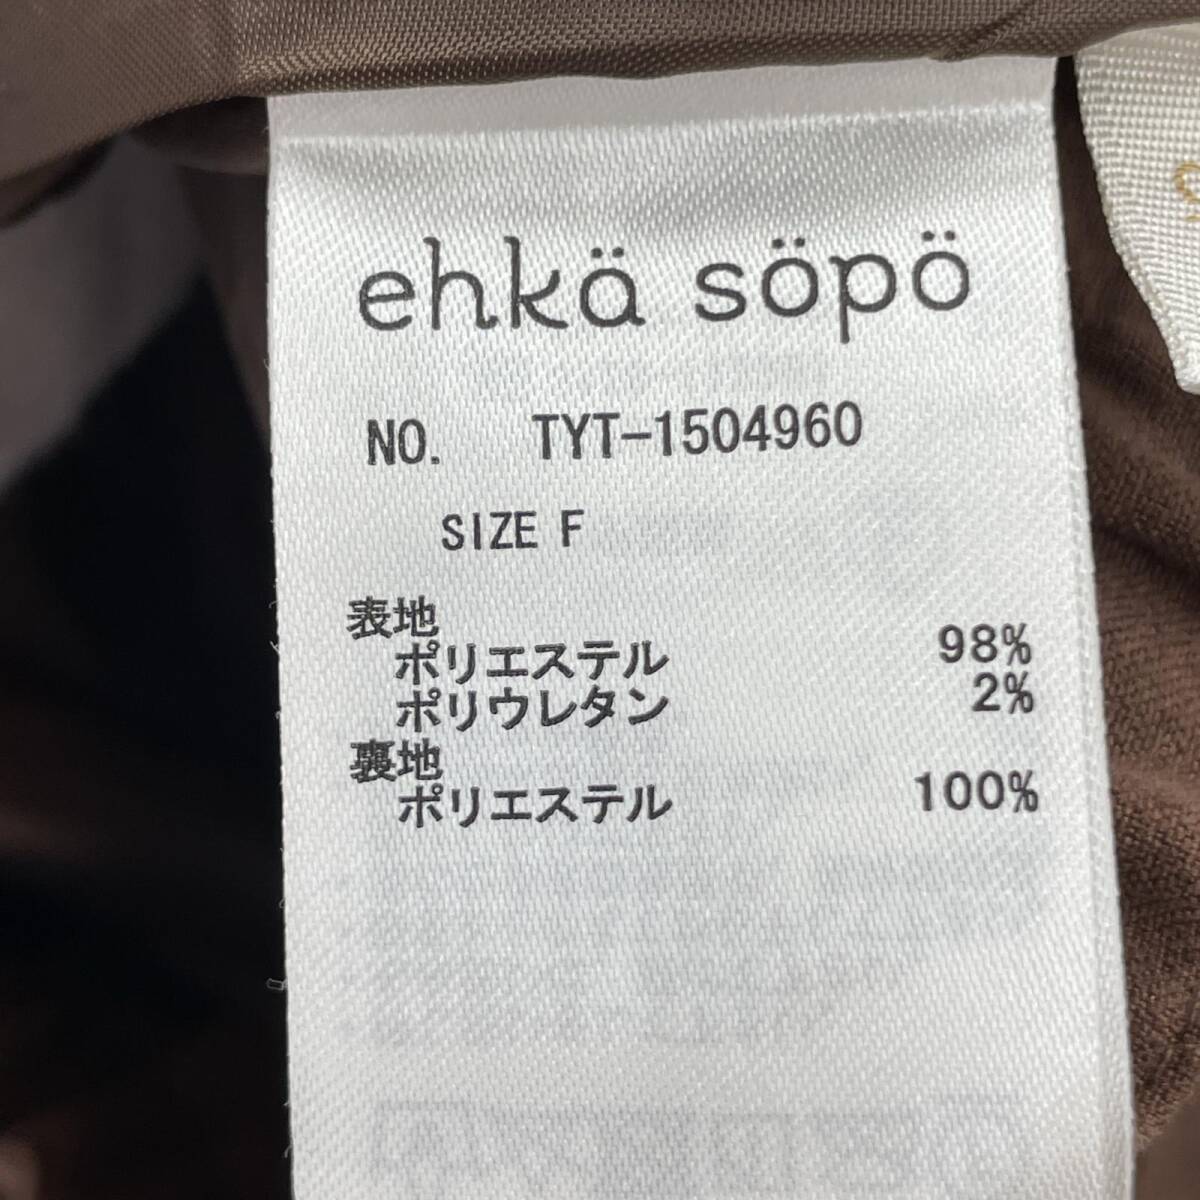 ehkä söpö
NO. TYT-1504960
SIZE F
表地
ポリエステル 98%
ポリウレタン 2%
裏地
ポリエステル 100%